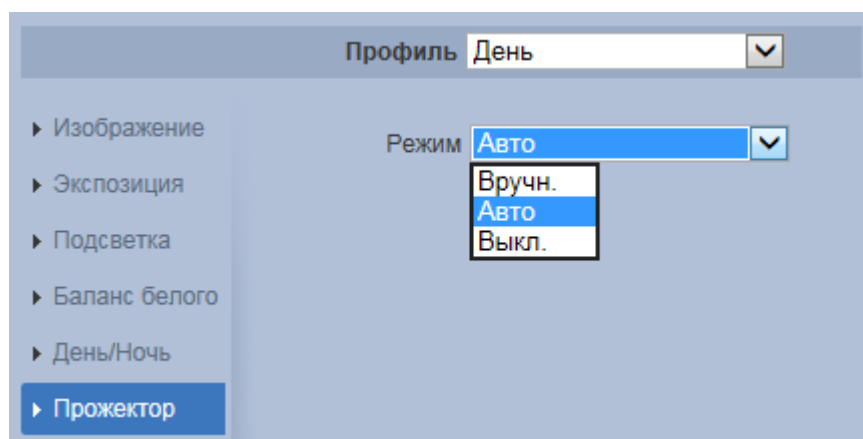 Профиль День
Изображение
Режим Авто
Вручн.
Экспозиция
Авто
Выкл.
Подсветка
Баланс белого
День/Ночь
Прожектор